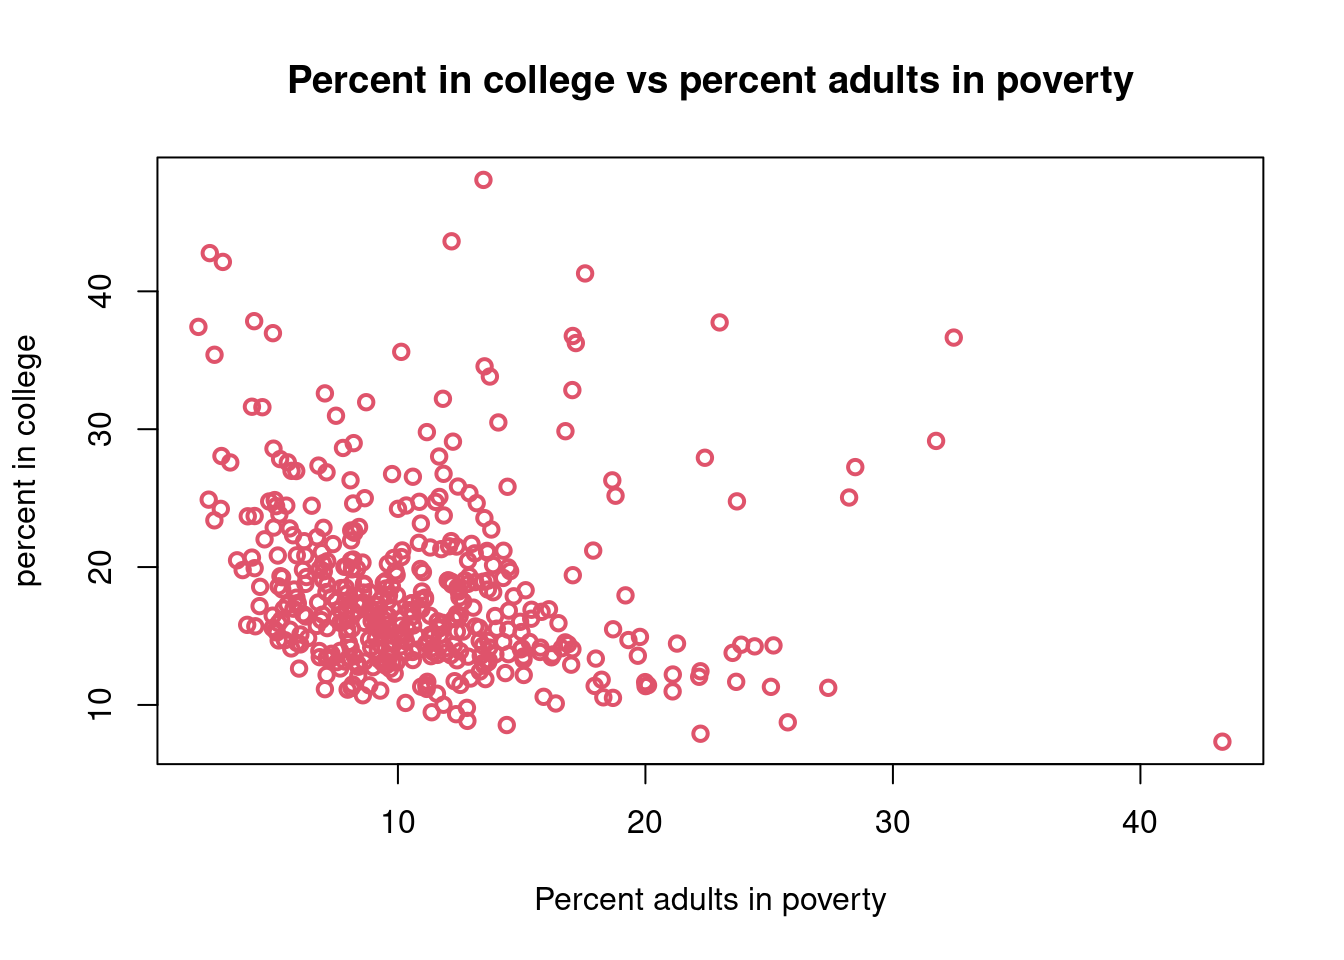 Percent in college vs percent adults in poverty
percent in college
40
30
20
10
10 20 30 40
Percent adults in poverty